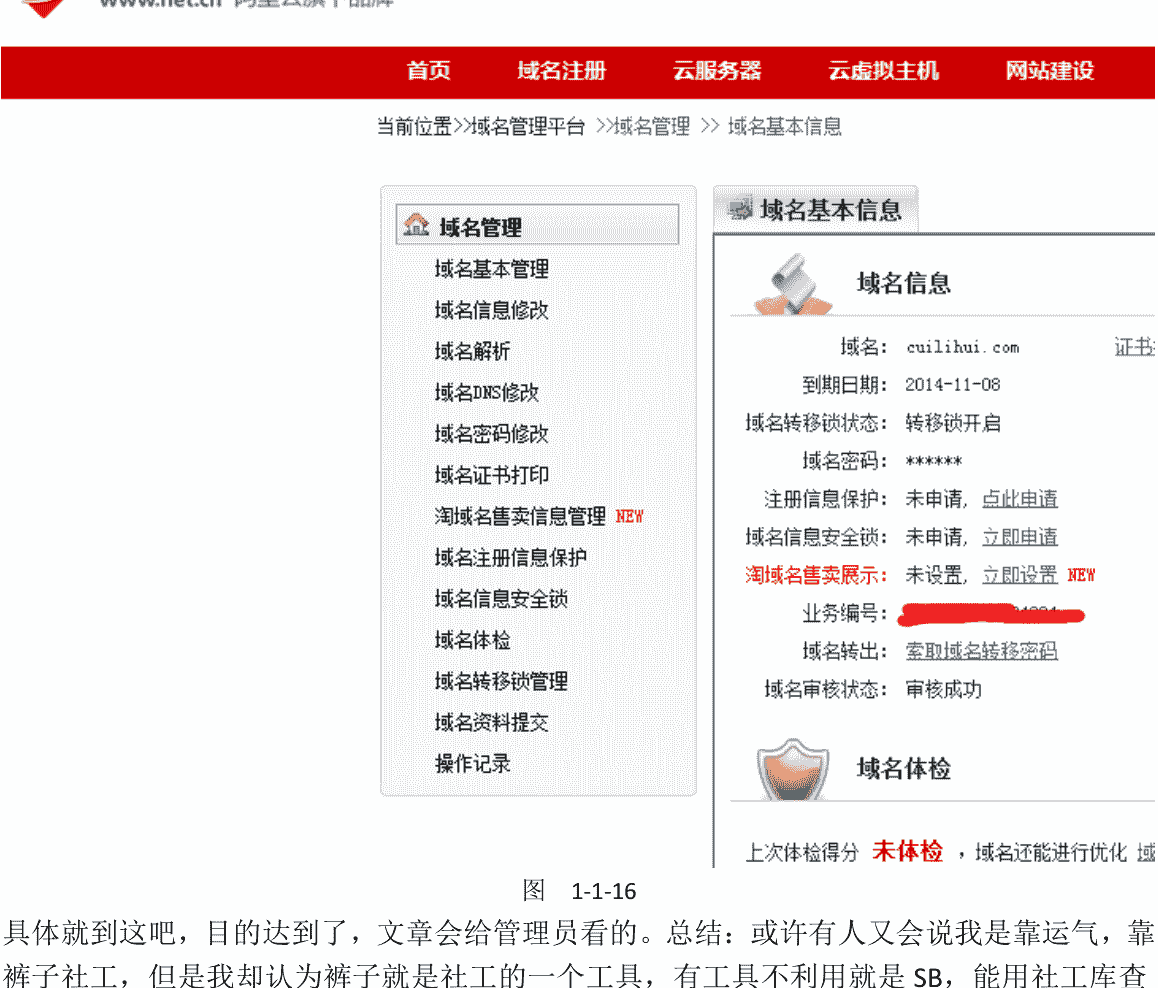 www.net.cn 阿里云旗下品牌
首页 域名注册 云服务器 云虚拟主机 网站建设
当前位置>>域名管理平台 >>域名管理 >> 域名基本信息
域名管理
域名基本管理
域名信息修改
域名解析
域名DNS修改
域名密码修改
域名证书打印
淘域名售卖信息管理 NEW
域名注册信息保护
域名信息安全锁
域名体检
域名转移锁管理
域名资料提交
操作记录
域名基本信息
域名信息
域名: cuilihui.com 证书
到期日期: 2014-11-08
域名转移锁状态: 转移锁开启
域名密码: ******
注册信息保护: 未申请, 点此申请
域名信息安全锁: 未申请, 立即申请
淘域名售卖展示: 未设置, 立即设置 NEW
业务编号:
域名转出: 索取域名转移密码
域名审核状态: 审核成功
域名体检
上次体检得分 未体检 ，域名还能进行优化 域
图 1-1-16
具体就到这吧，目的达到了，文章会给管理员看的。总结：或许有人又会说我是靠运气，靠
裤子社工，但是我却认为裤子就是社工的一个工具，有工具不利用就是 SB，能用社工库查